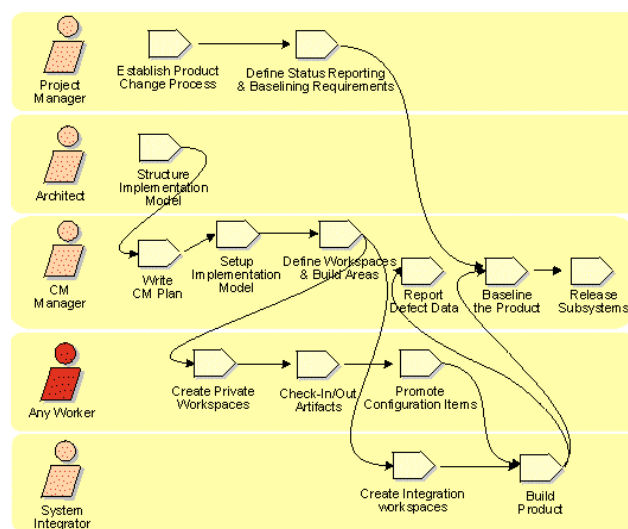 Project
Manager
Establish Product
Change Process
Define Status Reporting
& Baselining Requirements
Architect
Structure
Implementation
Model
CM
Manager
Write
CM Plan
Setup
Implementation
Model
Define Workspaces
& Build Areas
Report
Defect Data
Baseline
the Product
Release
Subsystems
Any Worker
Create Private
Workspaces
Check-In/Out
Artifacts
Promote
Configuration Items
System
Integrator
Create Integration
workspaces
Build
Product